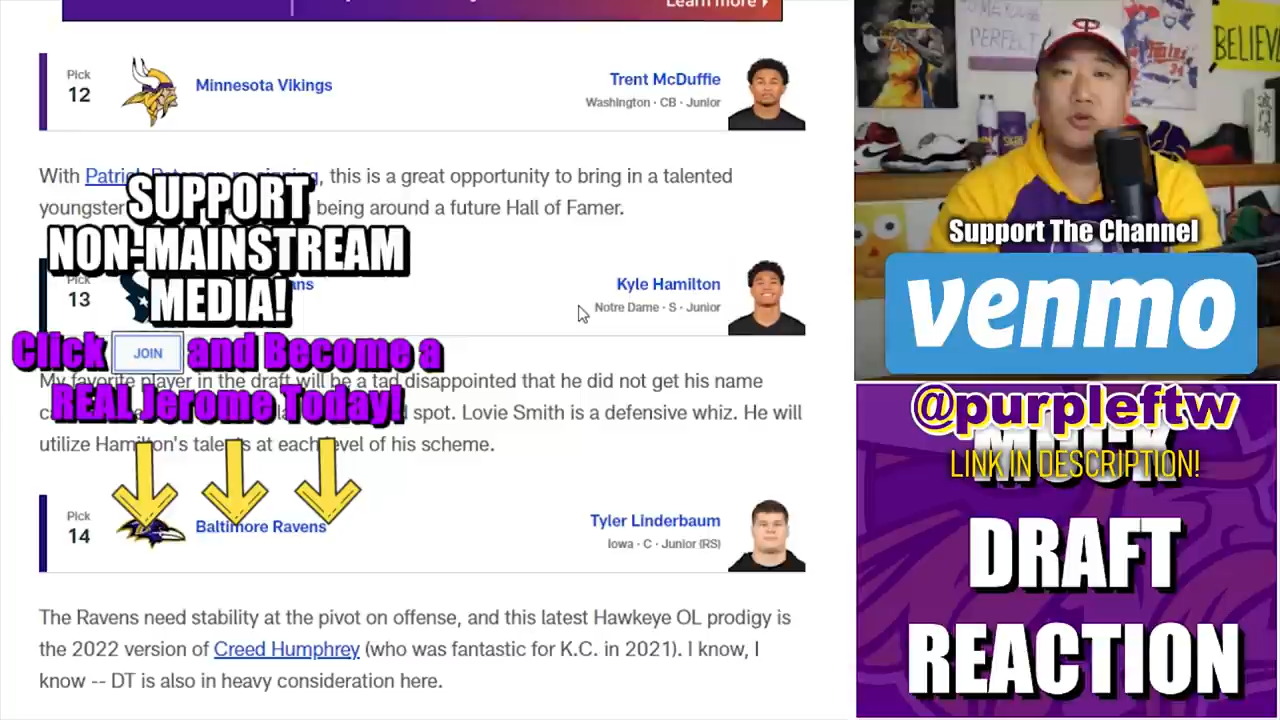 Learn more
Pick
12
Minnesota Vikings
Trent McDuffie
Washington · CB · Junior
With Patrick, this is a great opportunity to bring in a talented
youngster being around a future Hall of Famer.
SUPPORT
NON-MAINSTREAM
MEDIA!
Pick
13
Kyle Hamilton
Notre Dame · S · Junior
Click JOIN and Become a
REAL Jerome Today!
My favorite player in the draft will be a tad disappointed that he did not get his name
spot. Lovie Smith is a defensive whiz. He will
utilize Hamilton's talents at each level of his scheme.
Pick
14
Baltimore Ravens
Tyler Linderbaum
Iowa · C · Junior (RS)
The Ravens need stability at the pivot on offense, and this latest Hawkeye OL prodigy is
the 2022 version of Creed Humphrey (who was fantastic for K.C. in 2021). I know, I
know -- DT is also in heavy consideration here.
PERFECT
BELIEVE
Support The Channel
venmo
@purpleftw
LINK IN DESCRIPTION!
MOCK
DRAFT
REACTION